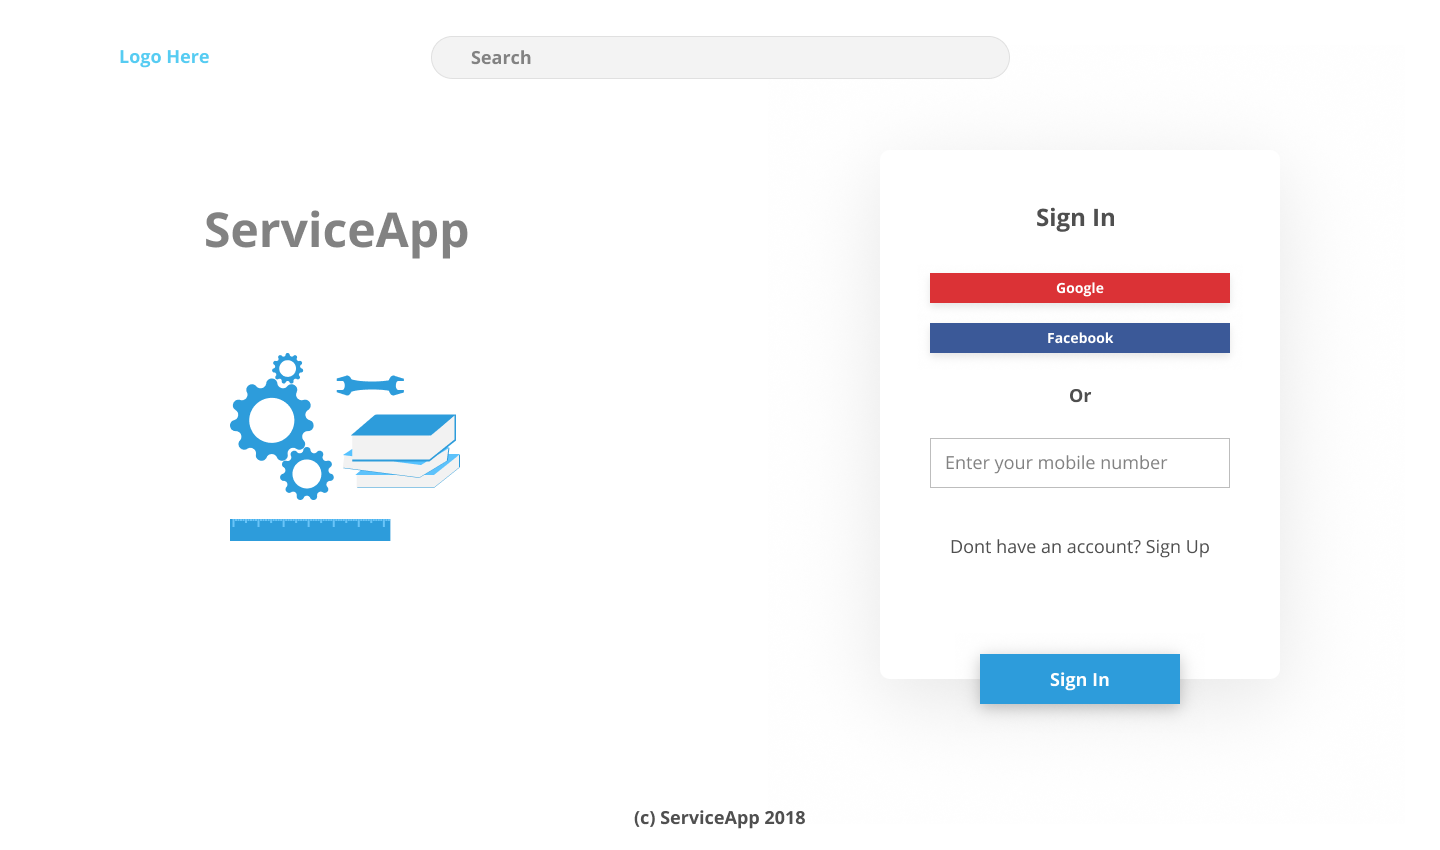 Logo Here
Search
ServiceApp
Sign In
Google
Facebook
Or
Enter your mobile number
Dont have an account? Sign Up
Sign In
(c) ServiceApp 2018